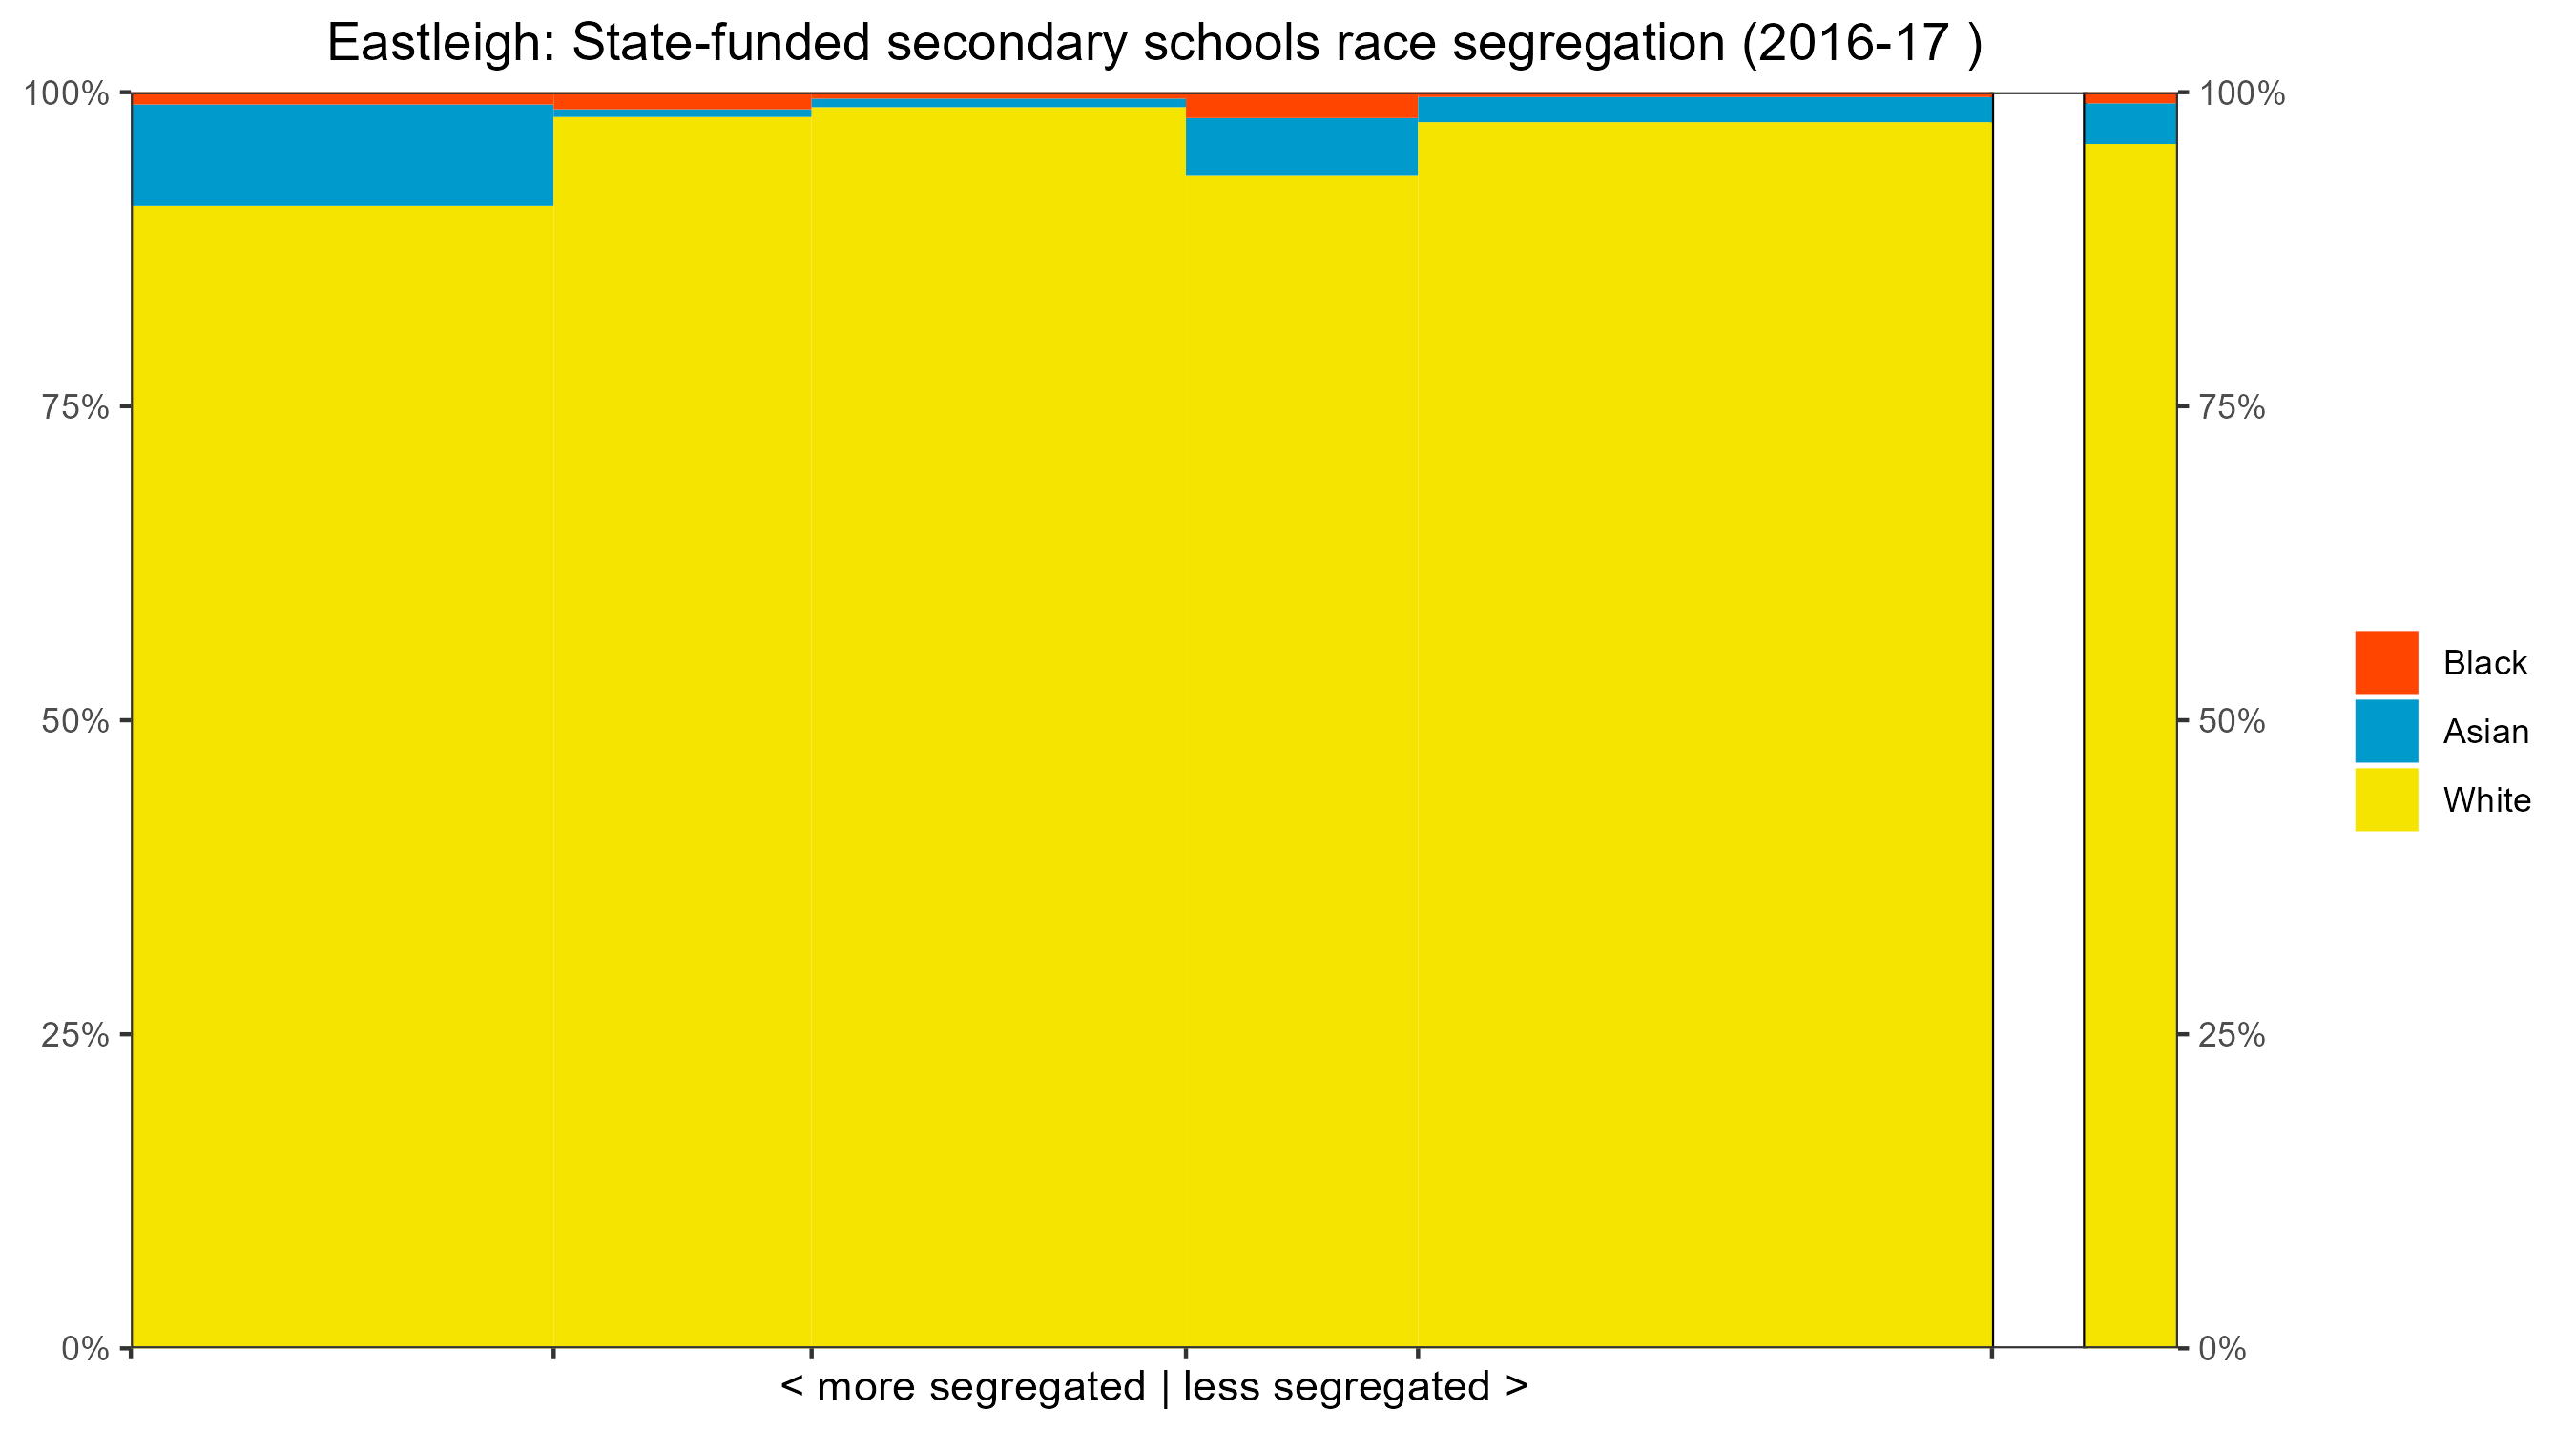 Eastleigh: State-funded secondary schools race segregation (2016-17 )
100%
75%
50%
25%
0%
100%
75%
50%
25%
0%
Black
Asian
White
< more segregated | less segregated >